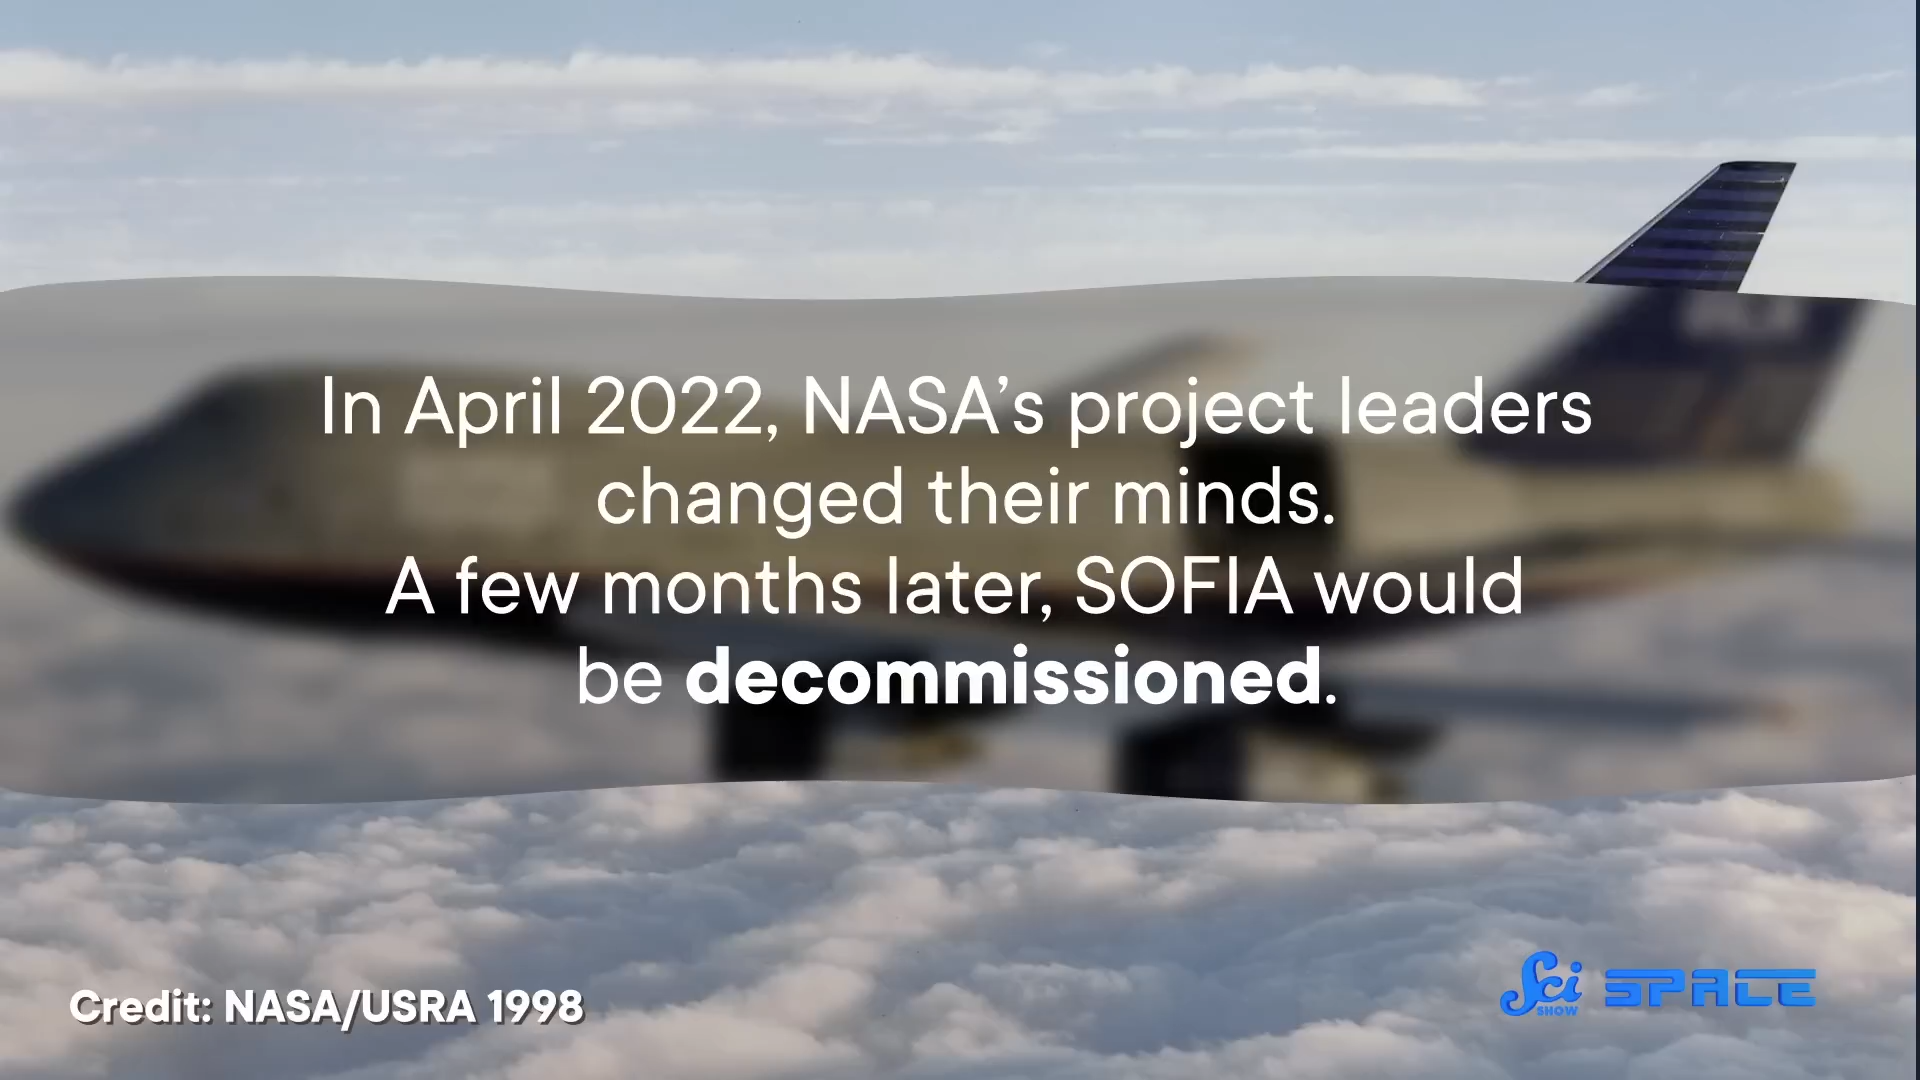 In April 2022, NASA’s project leaders
changed their minds.
A few months later, SOFIA would
be decommissioned.
Credit: NASA/USRA 1998
Sci SHOW SPACE